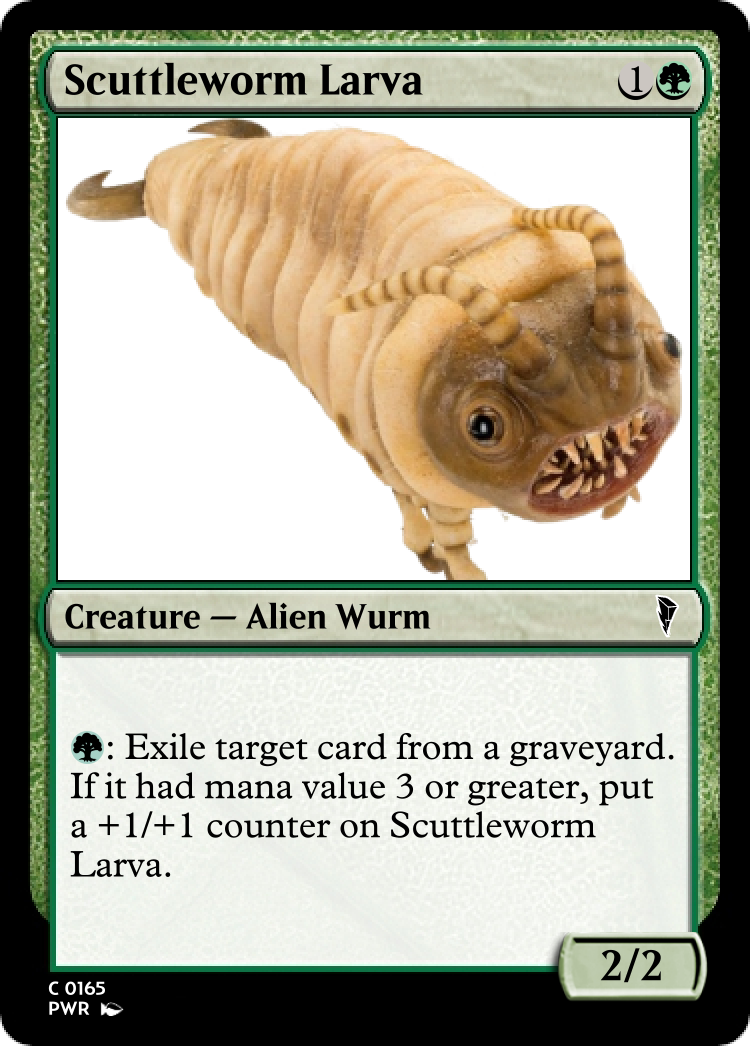 Scuttleworm Larva 1
Creature — Alien Wurm
: Exile target card from a graveyard.
If it had mana value 3 or greater, put
a +1/+1 counter on Scuttleworm
Larva.
2/2
C 0165
PWR